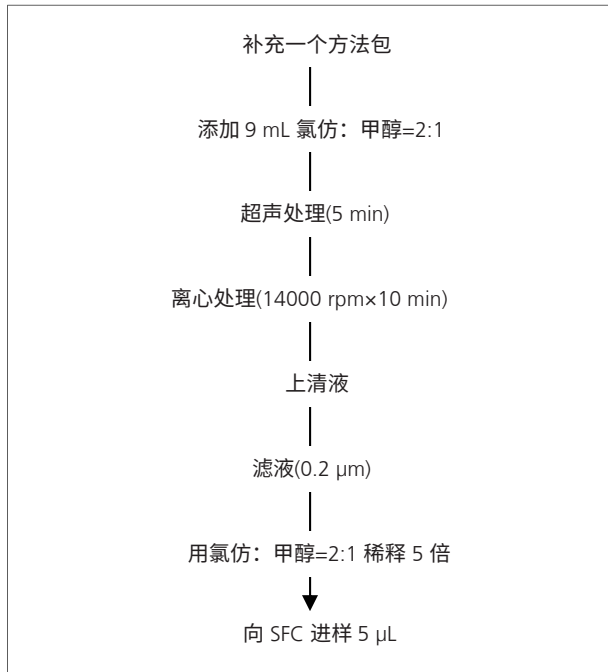 补充一个方法包
添加 9 mL 氯仿：甲醇=2:1
超声处理(5 min)
离心处理(14000 rpm×10 min)
上清液
滤液(0.2 μm)
用氯仿：甲醇=2:1 稀释 5 倍
向 SFC 进样 5 μL